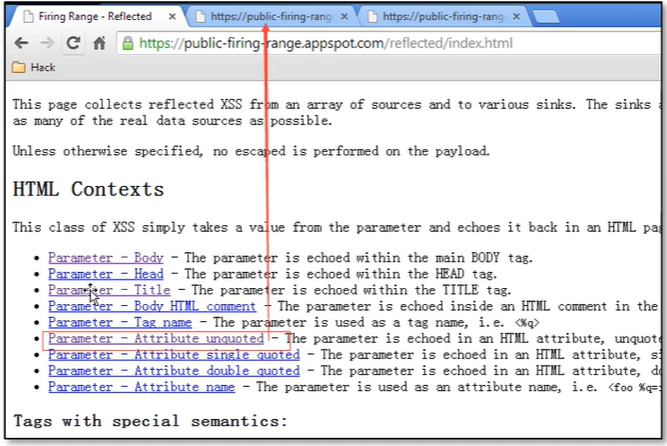 Firing Range - Reflected
https://public-firing-rang
https://public-firing-rang
https://public-firing-range.appspot.com/reflected/index.html
Hack
This page collects reflected XSS from an array of sources and to various sinks. The sinks
as many of the real data sources as possible.
Unless otherwise specified, no escaped is performed on the payload.
HTML Contexts
This class of XSS simply takes a value from the parameter and echoes it back in an HTML pag
Parameter - Body - The parameter is echoed within the main BODY tag.
Parameter - Head - The parameter is echoed within the HEAD tag.
Parameter - Title - The parameter is echoed within the TITLE tag.
Parameter - Body HTML comment - The parameter is echoed inside an HTML comment in the
Parameter - Tag name - The parameter is used as a tag name, i.e. <%q>
Parameter - Attribute unquoted - The parameter is echoed in an HTML attribute, unquote
Parameter - Attribute single quoted - The parameter is echoed in an HTML attribute, si
Parameter - Attribute double quoted - The parameter is echoed in an HTML attribute, do
Parameter - Attribute name - The parameter is used as an attribute name, i.e. <foo %q=
Tags with special semantics: